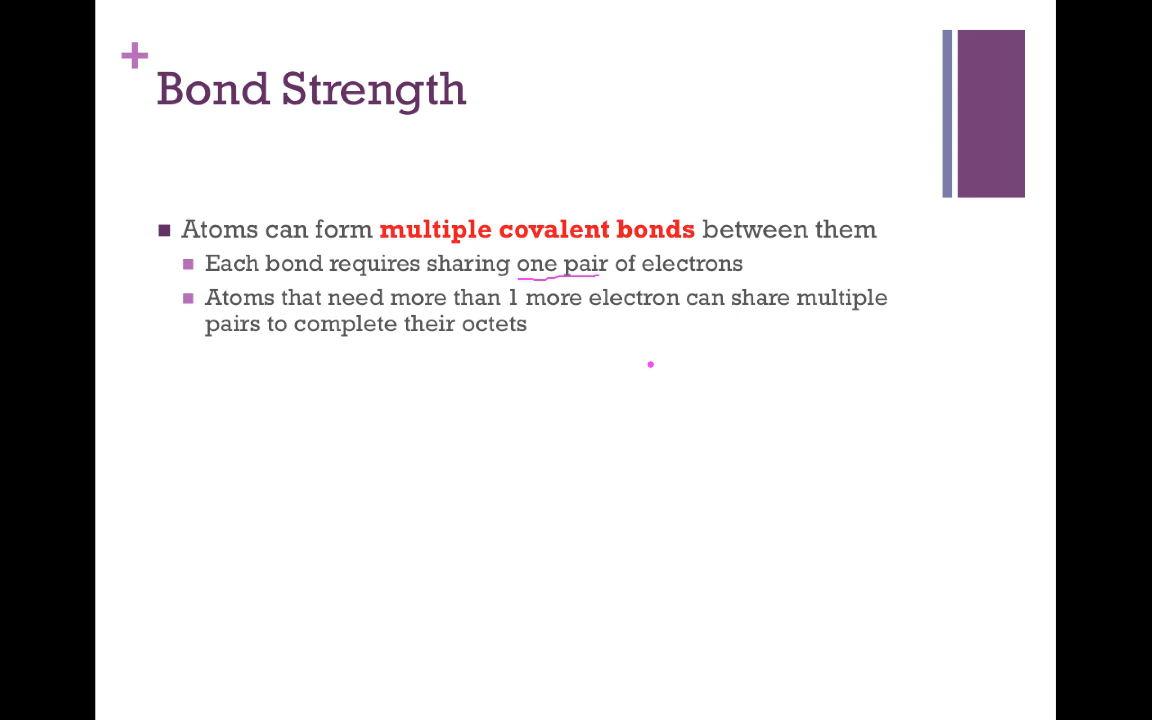 +
Bond Strength
Atoms can form multiple covalent bonds between them
Each bond requires sharing one pair of electrons
Atoms that need more than 1 more electron can share multiple
pairs to complete their octets